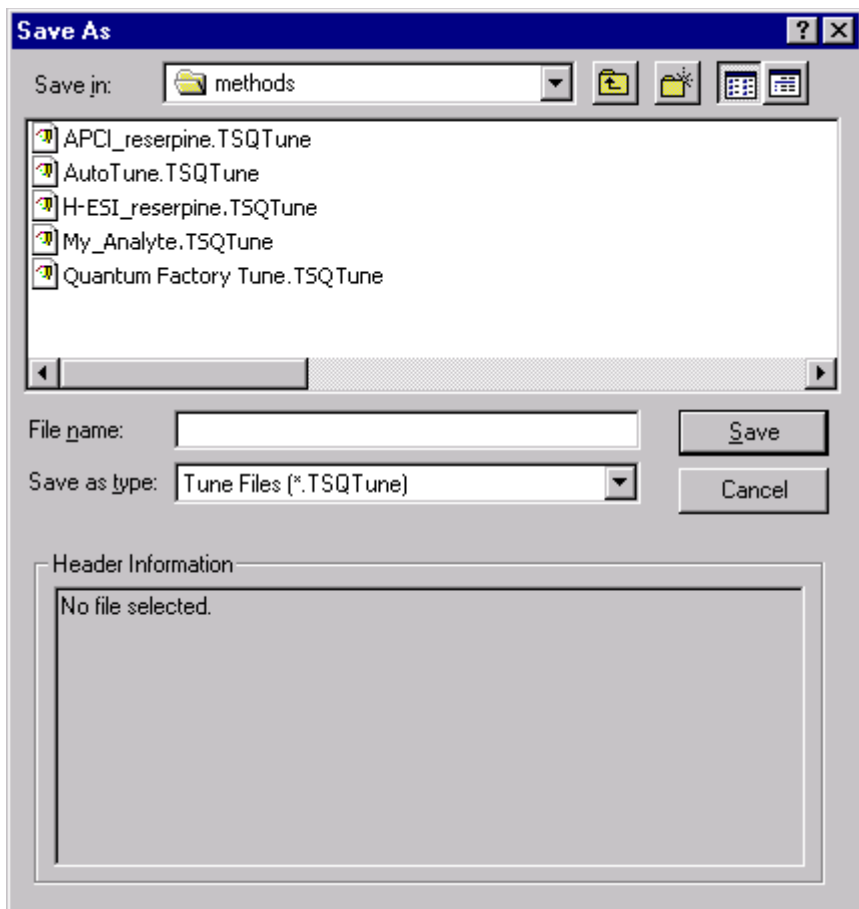 Save As
Save in: methods
APCI_reserpine.TSQTune
AutoTune.TSQTune
H-ESI_reserpine.TSQTune
My_Analyte.TSQTune
Quantum Factory Tune.TSQTune
File name: Save
Save as type: Tune Files (*.TSQTune) Cancel
Header Information
No file selected.